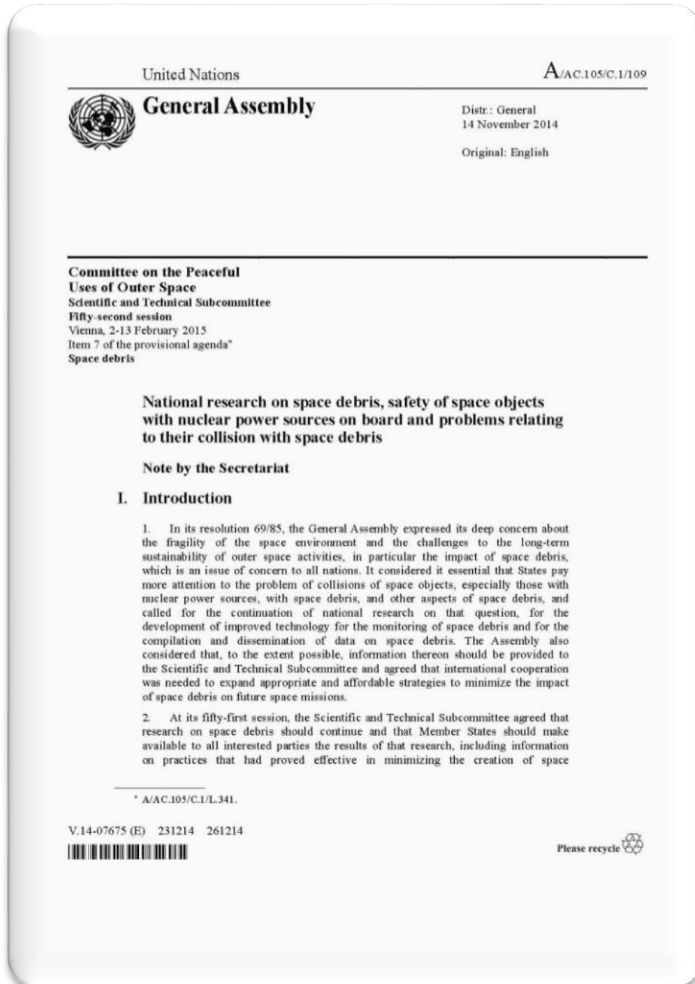 United Nations
A/AC.105/C.1/109
General Assembly
Distr.: General
14 November 2014
Original: English
Committee on the Peaceful
Uses of Outer Space
Scientific and Technical Subcommittee
Fifty-second session
Vienna, 2-13 February 2015
Item 7 of the provisional agenda*
Space debris
National research on space debris, safety of space objects
with nuclear power sources on board and problems relating
to their collision with space debris
Note by the Secretariat
I. Introduction
1. In its resolution 69/85, the General Assembly expressed its deep concern about
the fragility of the space environment and the challenges to the long-term
sustainability of outer space activities, in particular the impact of space debris,
which is an issue of concern to all nations. It considered it essential that States pay
more attention to the problem of collisions of space objects, especially those with
nuclear power sources, with space debris, and other aspects of space debris, and
called for the continuation of national research on that question, for the
development of improved technology for the monitoring of space debris and for the
compilation and dissemination of data on space debris. The Assembly also
considered that, to the extent possible, information thereon should be provided to
the Scientific and Technical Subcommittee and agreed that international cooperation
was needed to expand appropriate and affordable strategies to minimize the impact
of space debris on future space missions.
2. At its fifty-first session, the Scientific and Technical Subcommittee agreed that
research on space debris should continue and that Member States should make
available to all interested parties the results of that research, including information
on practices that had proved effective in minimizing the creation of space
* A/AC.105/C.1/L.341.
V.14-07675 (E) 231214 261214
Please recycle